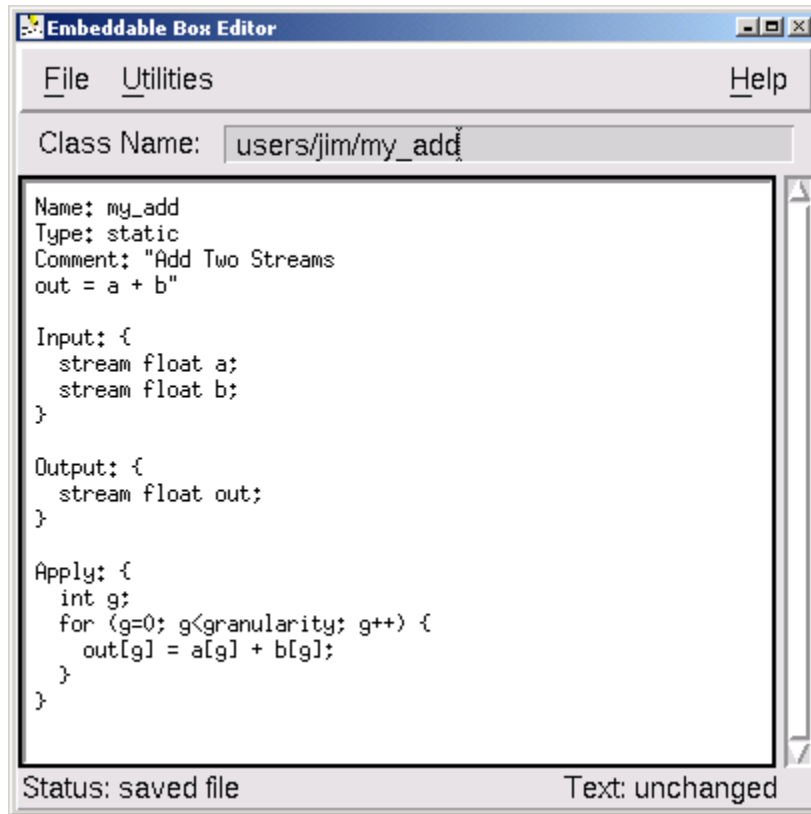 Embeddable Box Editor
File Utilities Help
Class Name: users/jim/my_add
Name: my_add
Type: static
Comment: "Add Two Streams
out = a + b"
Input: {
  stream float a;
  stream float b;
}
Output: {
  stream float out;
}
Apply: {
  int g;
  for (g=0; g<granularity; g++) {
    out[g] = a[g] + b[g];
  }
}
Status: saved file Text: unchanged